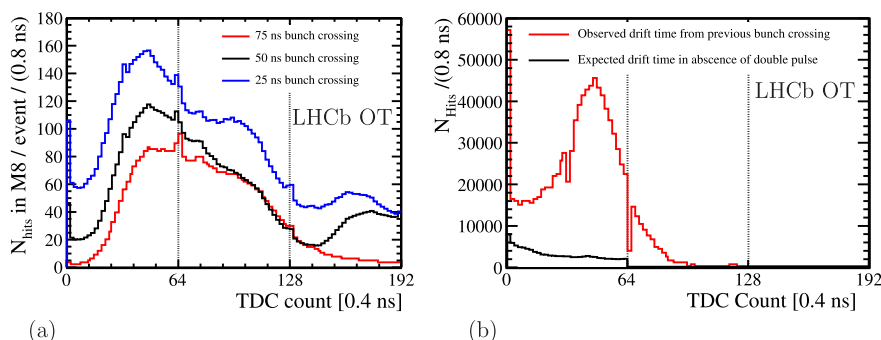 N_hits in M8 / event / (0.8 ns)
180
160
140
120
100
80
60
40
20
0
75 ns bunch crossing
50 ns bunch crossing
25 ns bunch crossing
LHCb OT
0 64 128 192
TDC count [0.4 ns]
(a)
N_Hits /(0.8 ns)
60000
50000
40000
30000
20000
10000
0
Observed drift time from previous bunch crossing
Expected drift time in abscence of double pulse
LHCb OT
0 64 128 192
TDC Count [0.4 ns]
(b)